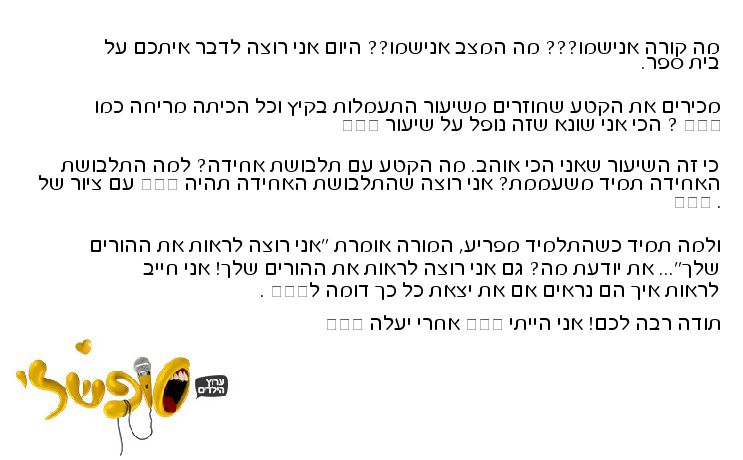 מה קורה אנישמו??? מה המצב אנישמו?? היום אני רוצה לדבר איתכם על
בית ספר.
מכירים את הקטע שחוזרים משיעור התעמלות בקיץ וכל הכיתה מריחה כמו
□□□ ? הכי אני שונא שזה נופל על שיעור □□□
כי זה השיעור שאני הכי אוהב. מה הקטע עם תלבושת אחידה? למה התלבושת
האחידה תמיד משעממת? אני רוצה שהתלבושת האחידה תהיה □□□ עם ציור של
□□□ .
ולמה תמיד כשהתלמיד מפריע, המורה אומרת "אני רוצה לראות את ההורים
שלך"... את יודעת מה? גם אני רוצה לראות את ההורים שלך! אני חייב
לראות איך הם נראים אם את יצאת כל כך דומה ל□□□ .
תודה רבה לכם! אני הייתי □□□ אחרי יעלה □□□
סופשלי
ערוץ
הילדים